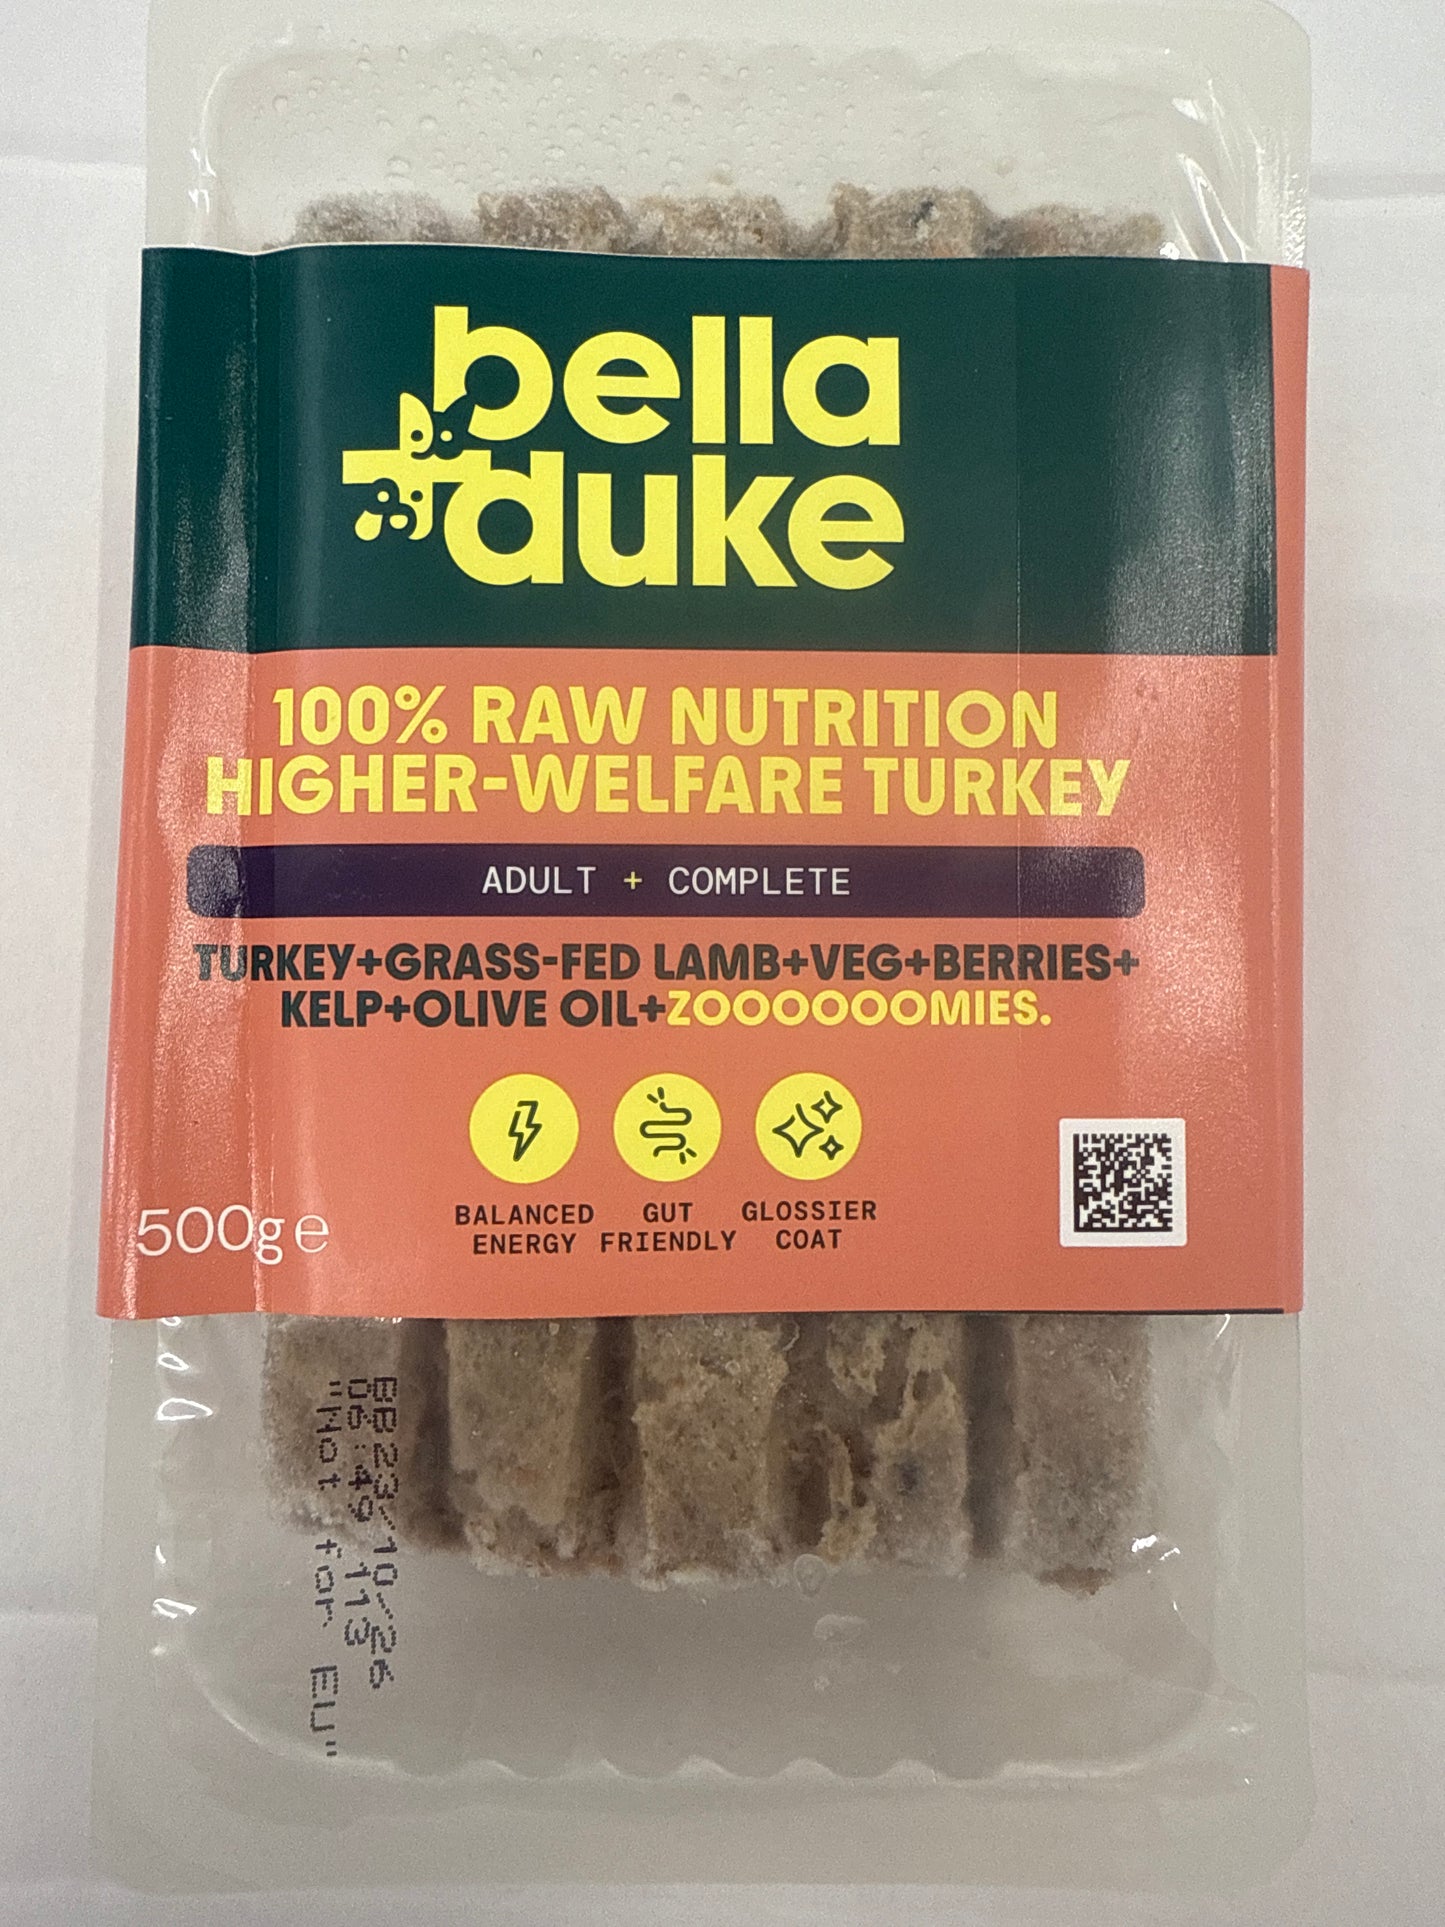 bella
+duke
100% RAW NUTRITION
HIGHER-WELFARE TURKEY
ADULT + COMPLETE
TURKEY+GRASS-FED LAMB+VEG+BERRIES+
KELP+OLIVE OIL+ZOOOOOOMIES.
BALANCED
ENERGY
GUT
FRIENDLY
GLOSSIER
COAT
500g e
BB23/10/26
06:49 113
"Not for EU"